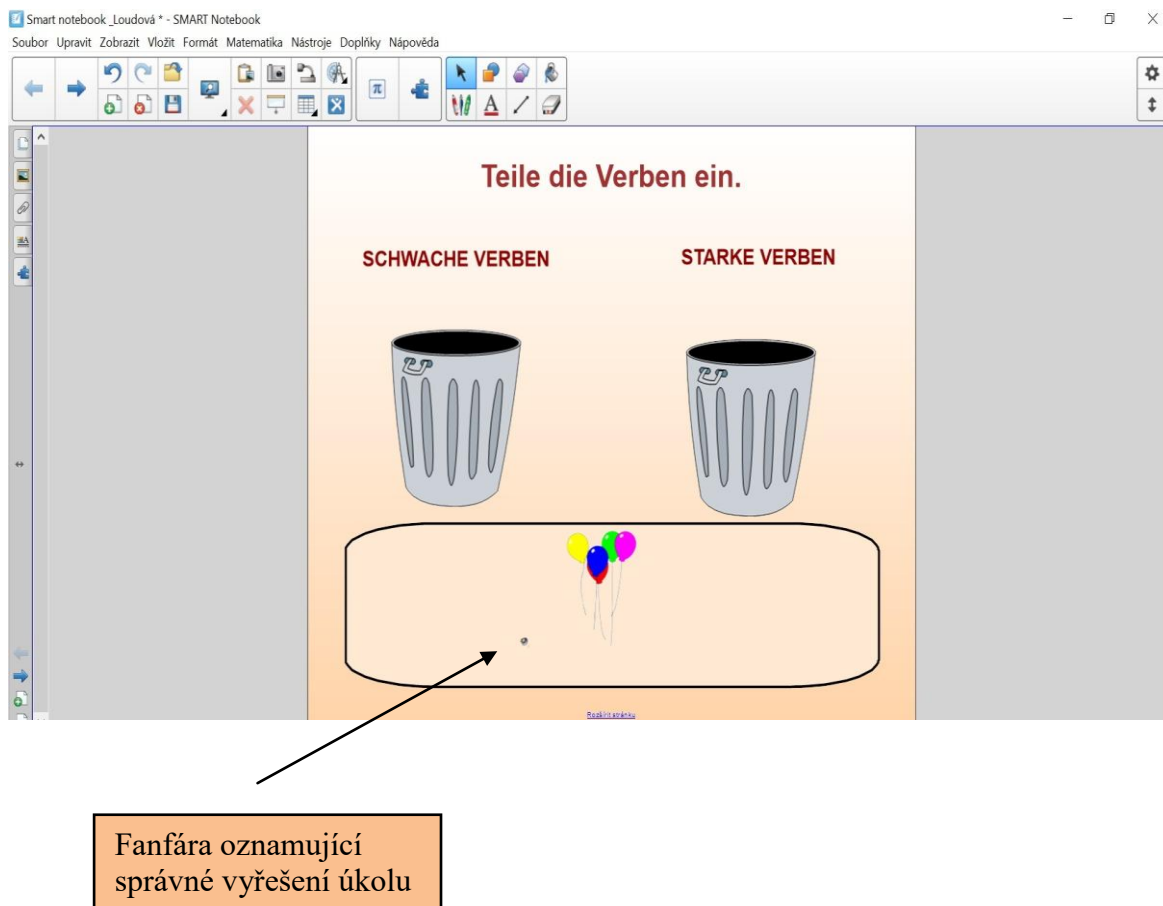 Smart notebook _Loudová * - SMART Notebook
Soubor Upravit Zobrazit Vložit Formát Matematika Nástroje Doplňky Nápověda
π
A
Teile die Verben ein.
SCHWACHE VERBEN
STARKE VERBEN
Rozšířit stránku
Fanfára oznamující
správné vyřešení úkolu